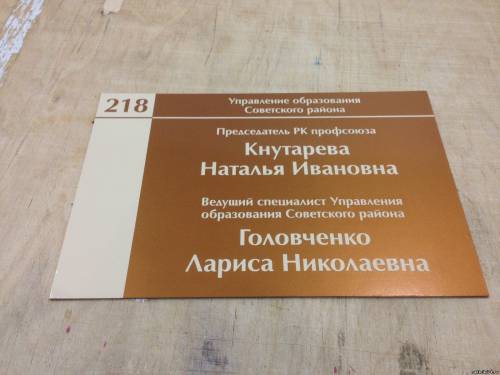 218
Управление образования
Советского района
Председатель РК профсоюза
Кнутарева
Наталья Ивановна
Ведущий специалист Управления
образования Советского района
Головченко
Лариса Николаевна